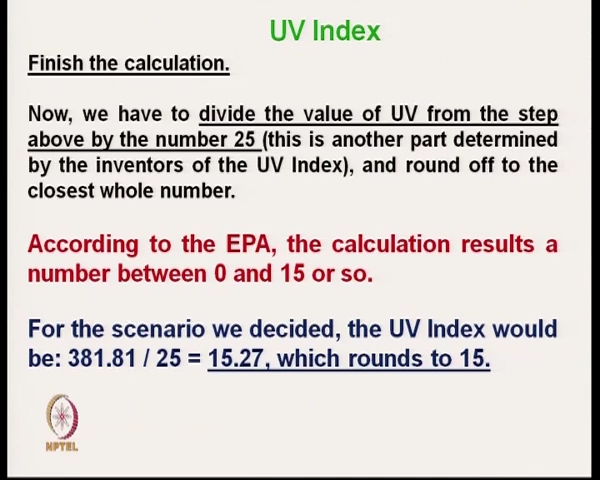 UV Index
Finish the calculation.
Now, we have to divide the value of UV from the step
above by the number 25 (this is another part determined
by the inventors of the UV Index), and round off to the
closest whole number.
According to the EPA, the calculation results a
number between 0 and 15 or so.
For the scenario we decided, the UV Index would
be: 381.81 / 25 = 15.27, which rounds to 15.
NPTEL